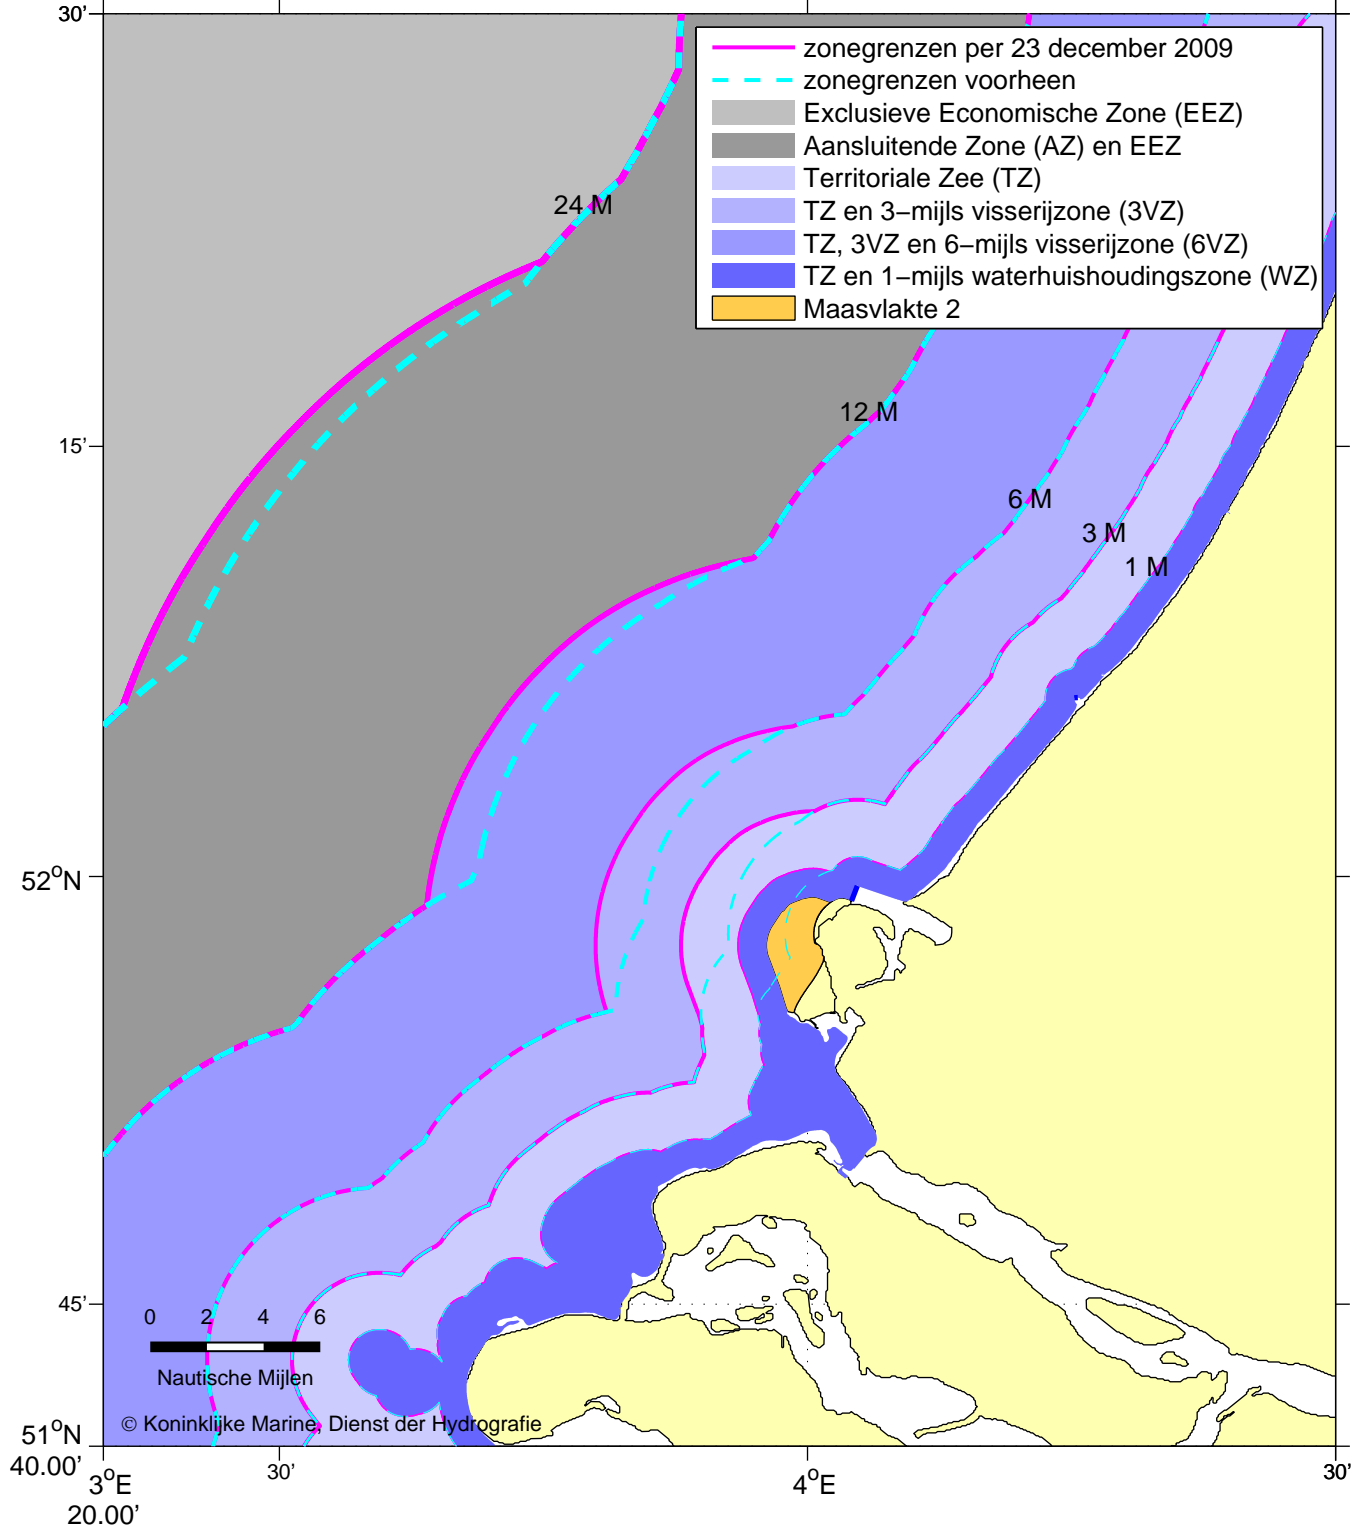 30’
zonegrenzen per 23 december 2009
zonegrenzen voorheen
Exclusieve Economische Zone (EEZ)
Aansluitende Zone (AZ) en EEZ
Territoriale Zee (TZ)
TZ en 3−mijls visserijzone (3VZ)
TZ, 3VZ en 6−mijls visserijzone (6VZ)
TZ en 1−mijls waterhuishoudingszone (WZ)
Maasvlakte 2
24 M
12 M
15’
6 M
3 M
1 M
52°N
45’
0 2 4 6
Nautische Mijlen
© Koninklijke Marine, Dienst der Hydrografie
51°N
40.00’
3°E
20.00’
30’
4°E
30’